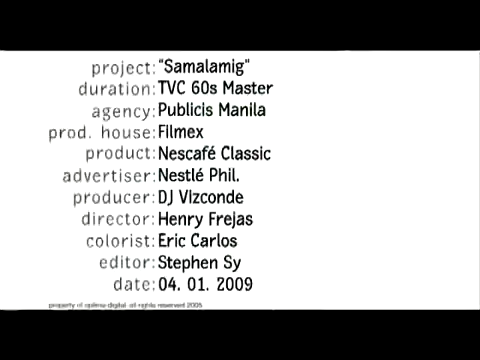 project: "Samalamig"
duration: TVC 60s Master
agency: Publicis Manila
prod. house: Filmex
product: Nescafé Classic
advertiser: Nestlé Phil.
producer: DJ Vizconde
director: Henry Frejas
colorist: Eric Carlos
editor: Stephen Sy
date: 04. 01. 2009
property of optima digital. all rights reserved 2005